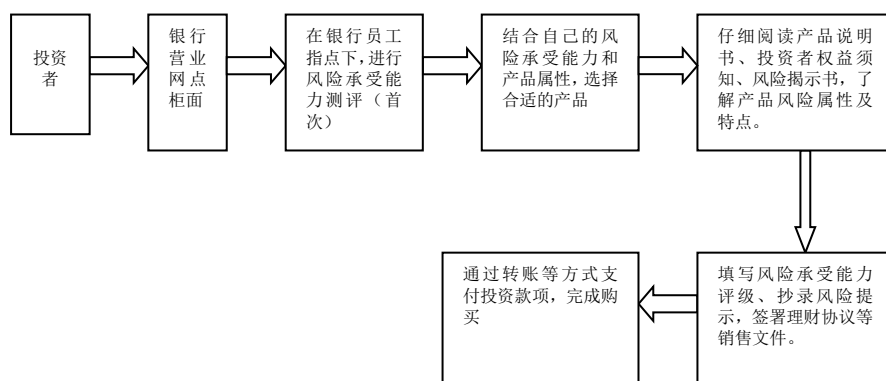 投资
者
银行
营业
网点
柜面
在银行员工
指点下，进行
风险承受能
力测评（首
次）
结合自己的风
险承受能力和
产品属性，选择
合适的产品
仔细阅读产品说明
书、投资者权益须
知、风险揭示书，了
解产品风险属性及
特点。
填写风险承受能力
评级、抄录风险提
示，签署理财协议等
销售文件。
通过转账等方式支
付投资款项，完成购
买